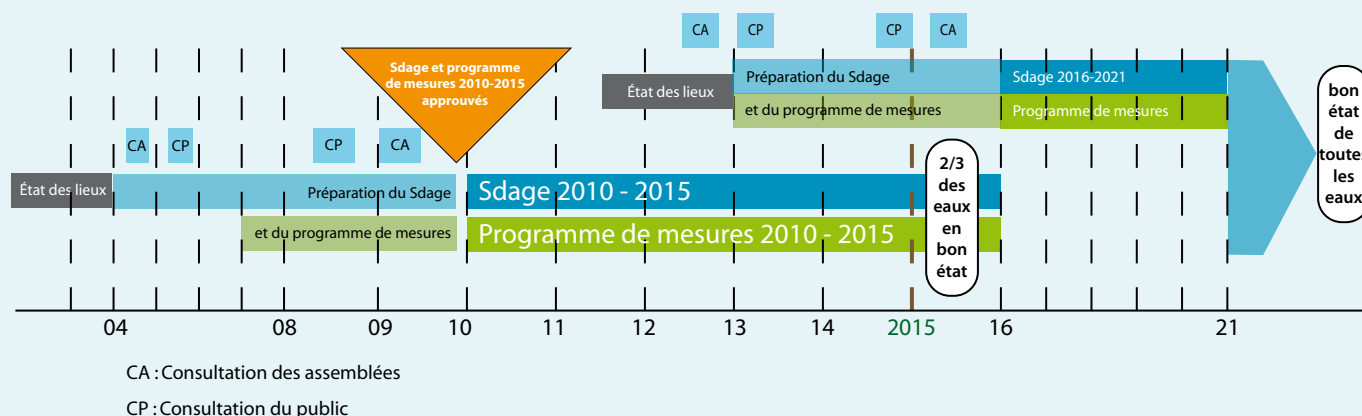 CA
CP
CP
CA
Sdage et programme
de mesures 2010-2015
approuvés
État des lieux
Préparation du Sdage
et du programme de mesures
Sdage 2016-2021
Programme de mesures
bon
état
de
toutes
les
eaux
CA
CP
CP
CA
État des lieux
Préparation du Sdage
et du programme de mesures
Sdage 2010 - 2015
Programme de mesures 2010 - 2015
2/3
des
eaux
en
bon
état
04
08
09
10
11
12
13
14
2015
16
21
CA : Consultation des assemblées
CP : Consultation du public